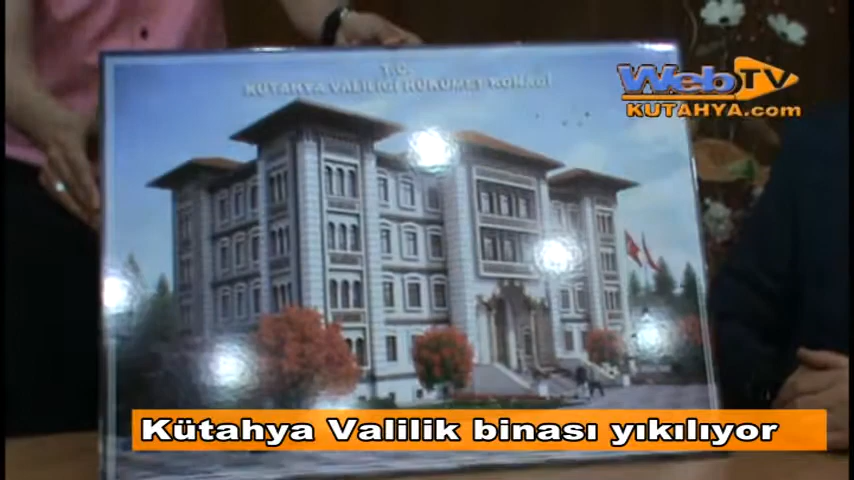 T.C.
KÜTAHYA VALİLİĞİ HÜKÜMET KONAĞI
WebTV
KUTAHYA.com
Kütahya Valilik binası yıkılıyor